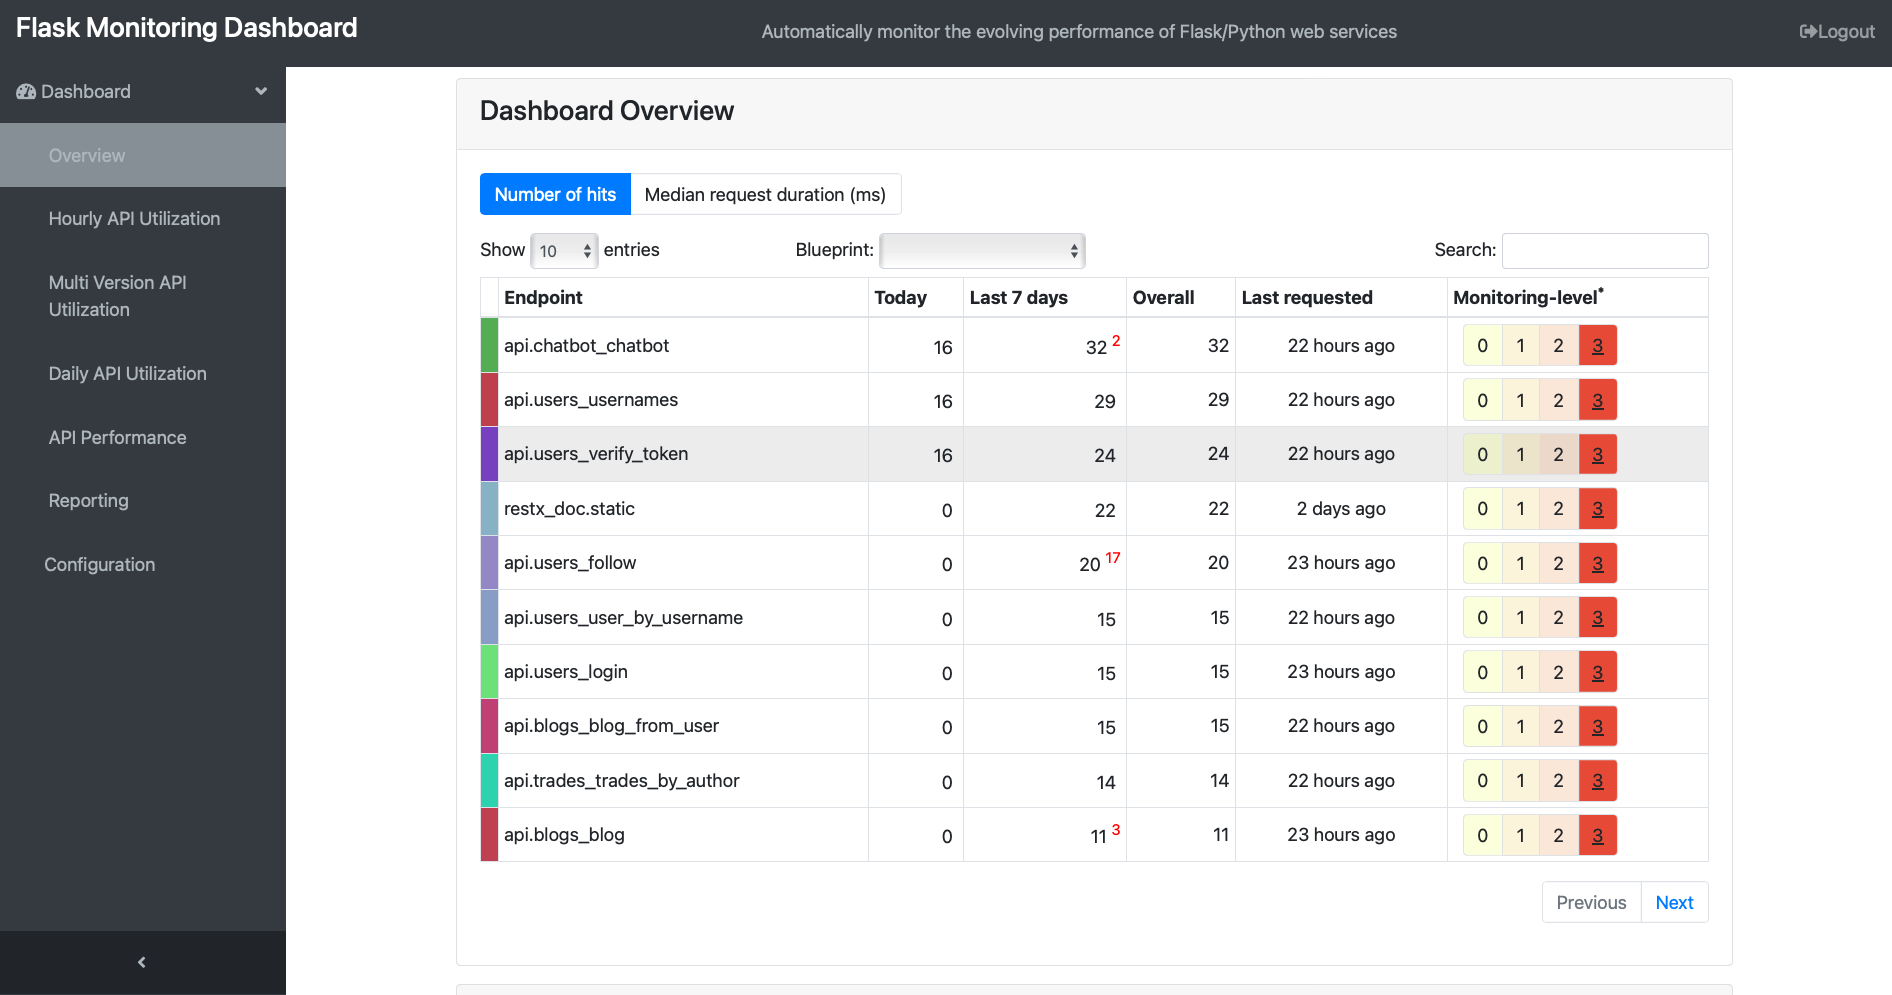 Flask Monitoring Dashboard
Automatically monitor the evolving performance of Flask/Python web services
Logout
Dashboard
Overview
Hourly API Utilization
Multi Version API
Utilization
Daily API Utilization
API Performance
Reporting
Configuration
Dashboard Overview
Number of hits Median request duration (ms)
Show 10 entries Blueprint: Search:
Endpoint Today Last 7 days Overall Last requested Monitoring-level*
api.chatbot_chatbot 16 32 2 32 22 hours ago 0 1 2 3
api.users_usernames 16 29 29 22 hours ago 0 1 2 3
api.users_verify_token 16 24 24 22 hours ago 0 1 2 3
restx_doc.static 0 22 22 2 days ago 0 1 2 3
api.users_follow 0 20 17 20 23 hours ago 0 1 2 3
api.users_user_by_username 0 15 15 22 hours ago 0 1 2 3
api.users_login 0 15 15 23 hours ago 0 1 2 3
api.blogs_blog_from_user 0 15 15 22 hours ago 0 1 2 3
api.trades_trades_by_author 0 14 14 22 hours ago 0 1 2 3
api.blogs_blog 0 11 3 11 23 hours ago 0 1 2 3
Previous Next